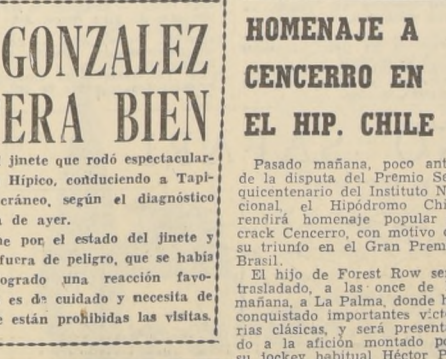 GONZALEZ
ERA BIEN
jinete que rodó espectacular-
Hípico, conduciendo a Tapi-
cráneo, según el diagnóstico
de ayer.
por el estado del jinete y
fuera de peligro, que se había
ogrado una reacción favo-
es de cuidado y necesita de
e están prohibidas las visitas.
HOMENAJE A
CENCERRO EN
EL HIP. CHILE
Pasado mañana, poco ant
de la disputa del Premio Se
quicentenario del Instituto N
cional, el Hipódromo Chi
rendirá homenaje popular
crack Cencerro, con motivo d
su triunfo en el Gran Prem
Brasil.
El hijo de Forest Row se
trasladado, a las once de
mañana, a La Palma, donde h
conquistado importantes victo
rias clásicas, y será present
do a la afición montado p
su jockey habitual Héctor